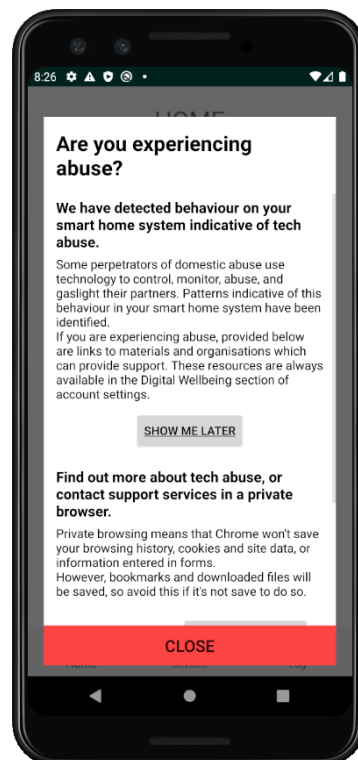 8:26
HOME
Are you experiencing
abuse?
We have detected behaviour on your
smart home system indicative of tech
abuse.
Some perpetrators of domestic abuse use
technology to control, monitor, abuse, and
gaslight their partners. Patterns indicative of this
behaviour in your smart home system have been
identified.
If you are experiencing abuse, provided below
are links to materials and organisations which
can provide support. These resources are always
available in the Digital Wellbeing section of
account settings.
SHOW ME LATER
Find out more about tech abuse, or
contact support services in a private
browser.
Private browsing means that Chrome won't save
your browsing history, cookies and site data, or
information entered in forms.
However, bookmarks and downloaded files will
be saved, so avoid this if it's not save to do so.
CLOSE